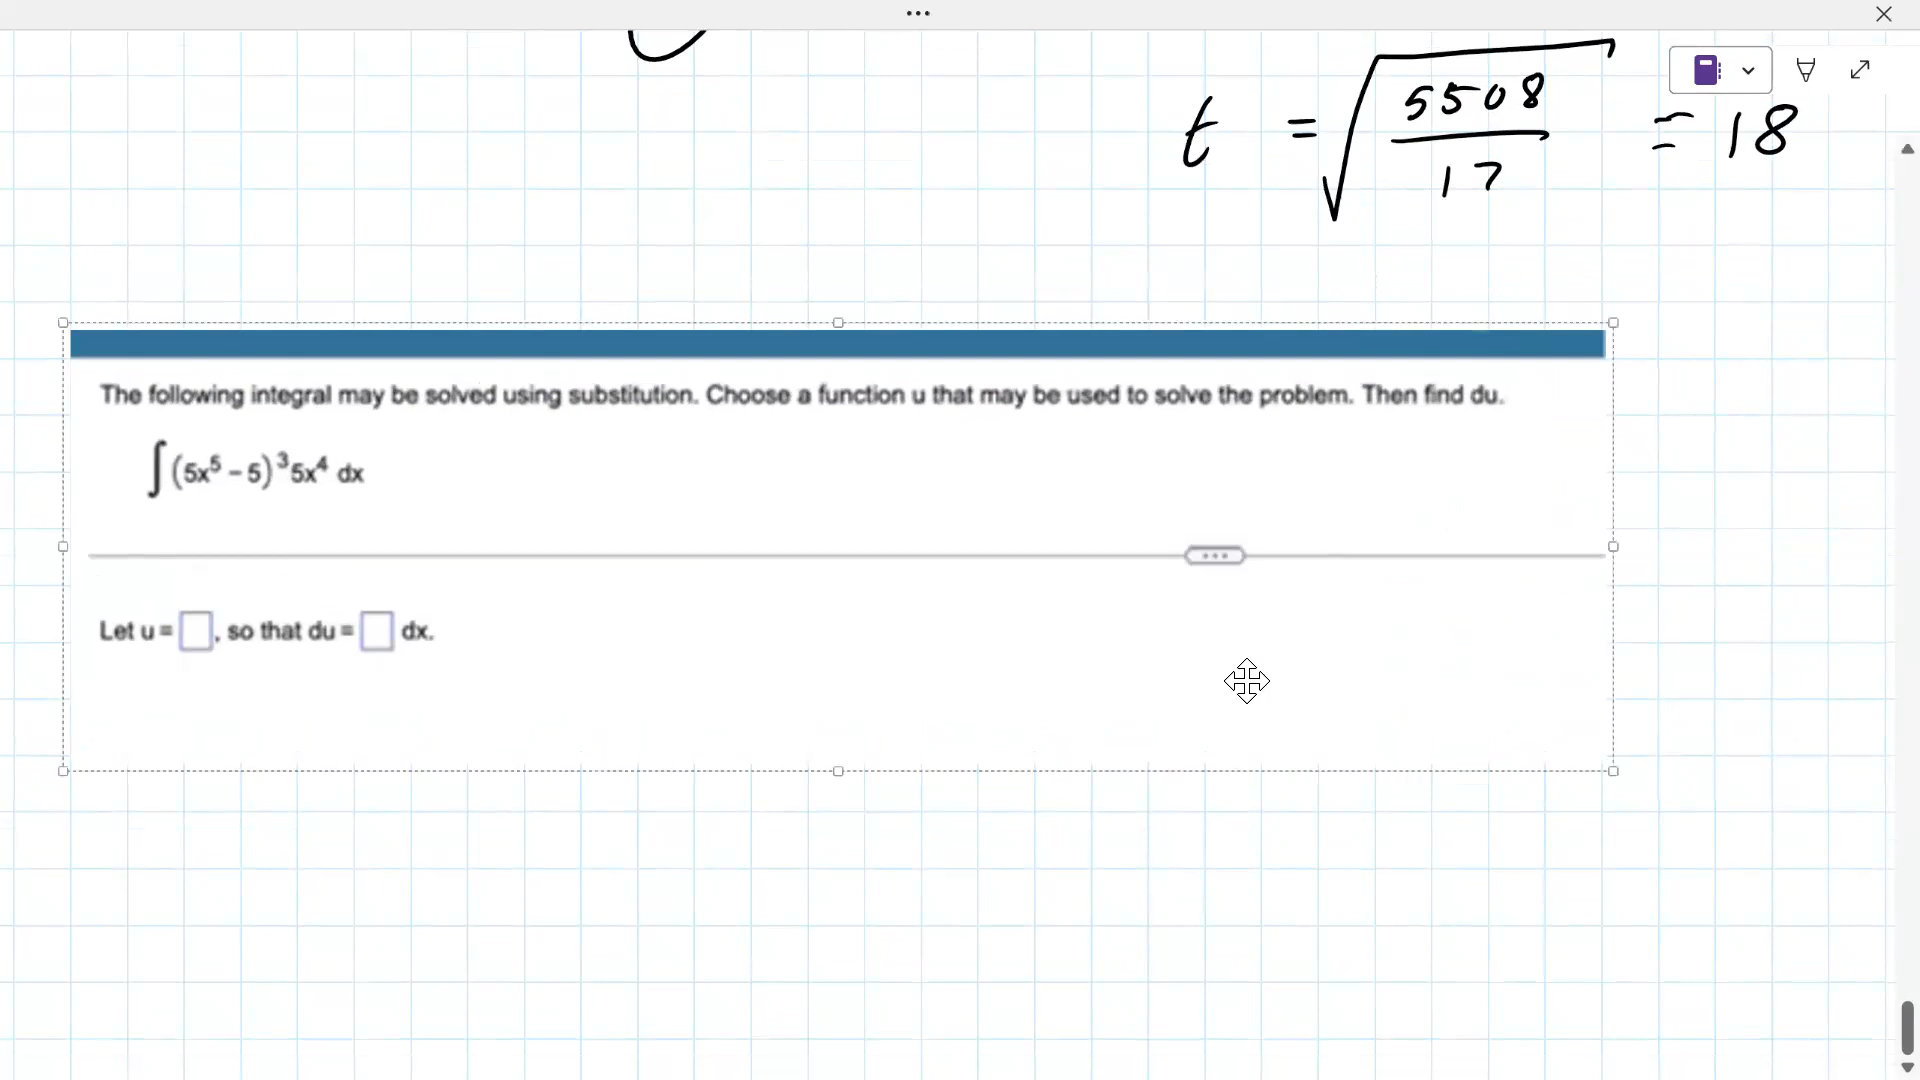 t = √(5508/17) = 18
The following integral may be solved using substitution. Choose a function u that may be used to solve the problem. Then find du.
∫(5x⁵ − 5)³5x⁴ dx
Let u = , so that du = dx.